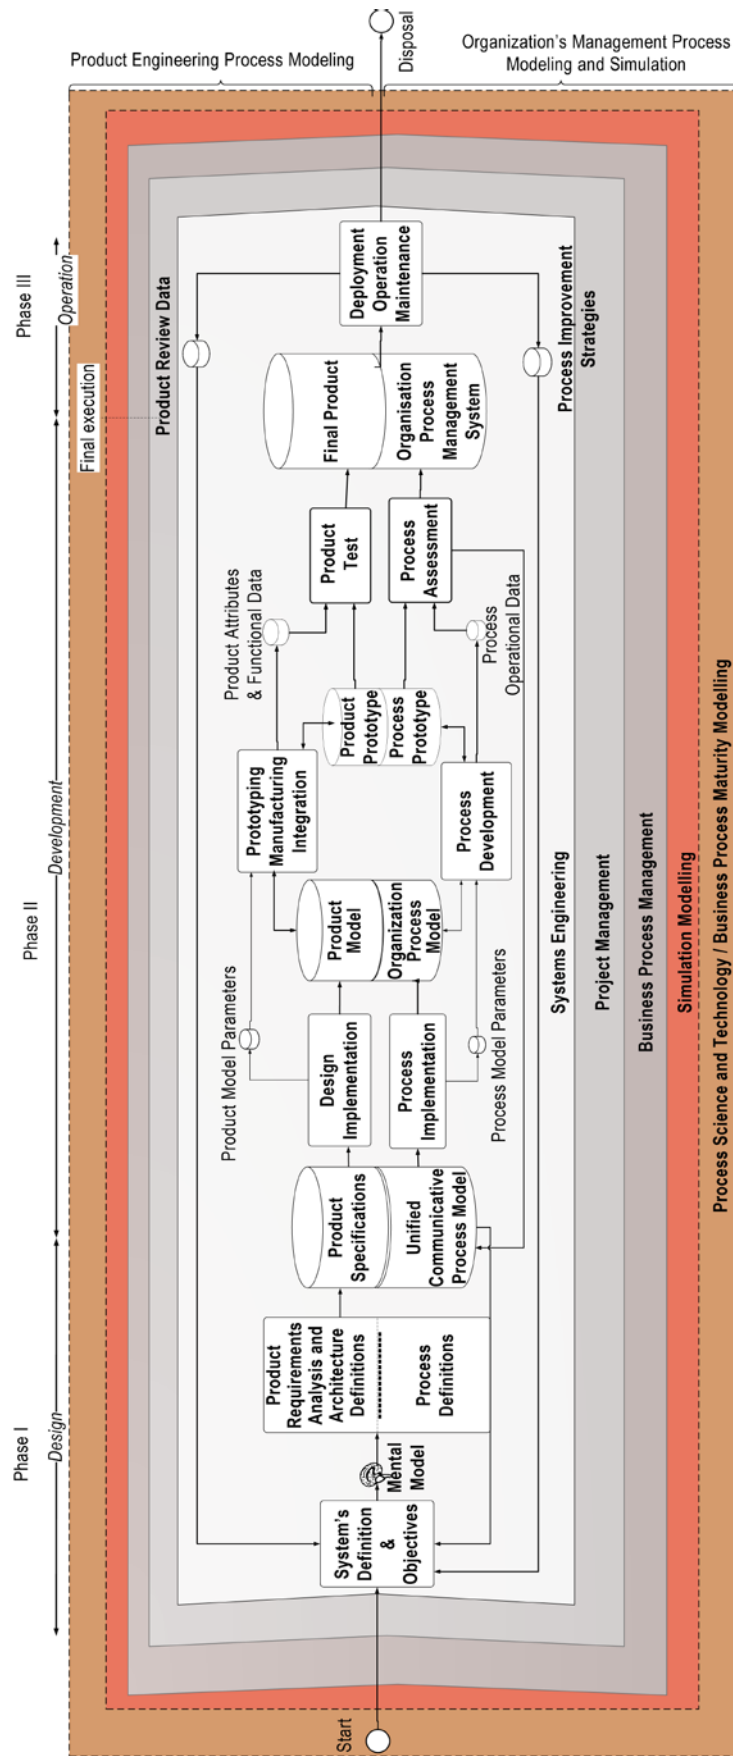 Phase I
Phase II
Phase III
Design
Development
Operation
Final execution
Product Engineering Process Modeling
Organization's Management Process
Modeling and Simulation
Start
System's
Definition
&
Objectives
Mental
Model
Product
Requirements
Analysis and
Architecture
Definitions
Process
Definitions
Product
Specifications
Unified
Communicative
Process Model
Product Model Parameters
Design
Implementation
Process
Implementation
Process Model Parameters
Product
Model
Organization
Process Model
Prototyping
Manufacturing
Integration
Process
Development
Product
Prototype
Process
Prototype
Product Attributes
& Functional Data
Process
Operational Data
Product
Test
Process
Assessment
Final Product
Organisation
Process
Management
System
Deployment
Operation
Maintenance
Product Review Data
Process Improvement
Strategies
Disposal
Systems Engineering
Project Management
Business Process Management
Simulation Modelling
Process Science and Technology / Business Process Maturity Modelling